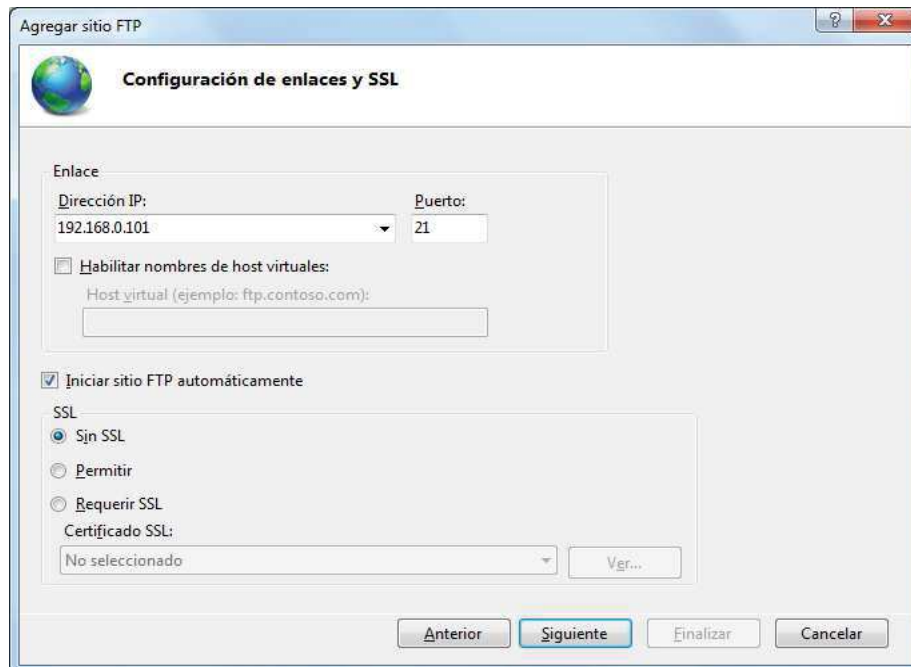 Agregar sitio FTP
Configuración de enlaces y SSL
Enlace
Dirección IP:
Puerto:
192.168.0.101
21
Habilitar nombres de host virtuales:
Host virtual (ejemplo: ftp.contoso.com):
Iniciar sitio FTP automáticamente
SSL
Sin SSL
Permitir
Requerir SSL
Certificado SSL:
No seleccionado
Ver...
Anterior
Siguiente
Finalizar
Cancelar